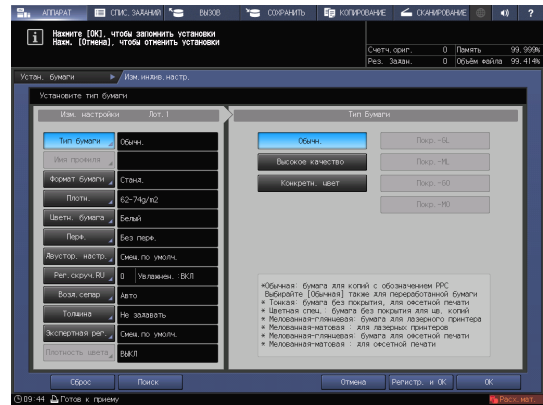 АППАРАТ
СПИС. ЗАДАНИЙ
ВЫЗОВ
СОХРАНИТЬ
КОПИРОВАНИЕ
СКАНИРОВАНИЕ
?
Нажмите [OK], чтобы запомнить установки
Нажм. [Отмена], чтобы отменить установки
Счетч.ориг. 0 Память 99.999%
Рез. Задан. 0 Объём файла 99.414%
Устан. бумаги
Изм.индив.настр.
Установите тип бумаги
Изм. настройки Лот.1
Тип бумаги
Тип бумаги Обычн.
Имя профиля
Формат бумаги Станд.
Плотн. 62-74g/m2
Цветн. бумага Белый
Перф. Без перф.
Двустор. настр. Смещ.по умолч.
Рег.скруч.RU 0 Увлажнен. :ВКЛ
Возд.сепар Авто
Толщина Не задавать
Экспертная рег. Смещ.по умолч.
Плотность цвета ВЫКЛ
Обычн.
Высокое качество
Конкретн. цвет
Покр.-GL
Покр.-ML
Покр.-GO
Покр.-MO
*Обычная: бумага для копий с обозначением PPC
Выбирайте [Обычная] также для переработанной бумаги
* Тонкая: бумага без покрытия, для офсетной печати
* Цветная спец.: бумага без покрытия для цв. копий
* Мелованная-глянцевая: бумага для лазерного принтера
* Мелованная-матовая : для лазерных принтеров
* Мелованная-глянцевая: бумага для офсетной печати
* Мелованная-матовая : для офсетной печати
Сброс
Поиск
Отмена
Регистр. и OK
OK
09:44 Готов к приему
Расх.мат.